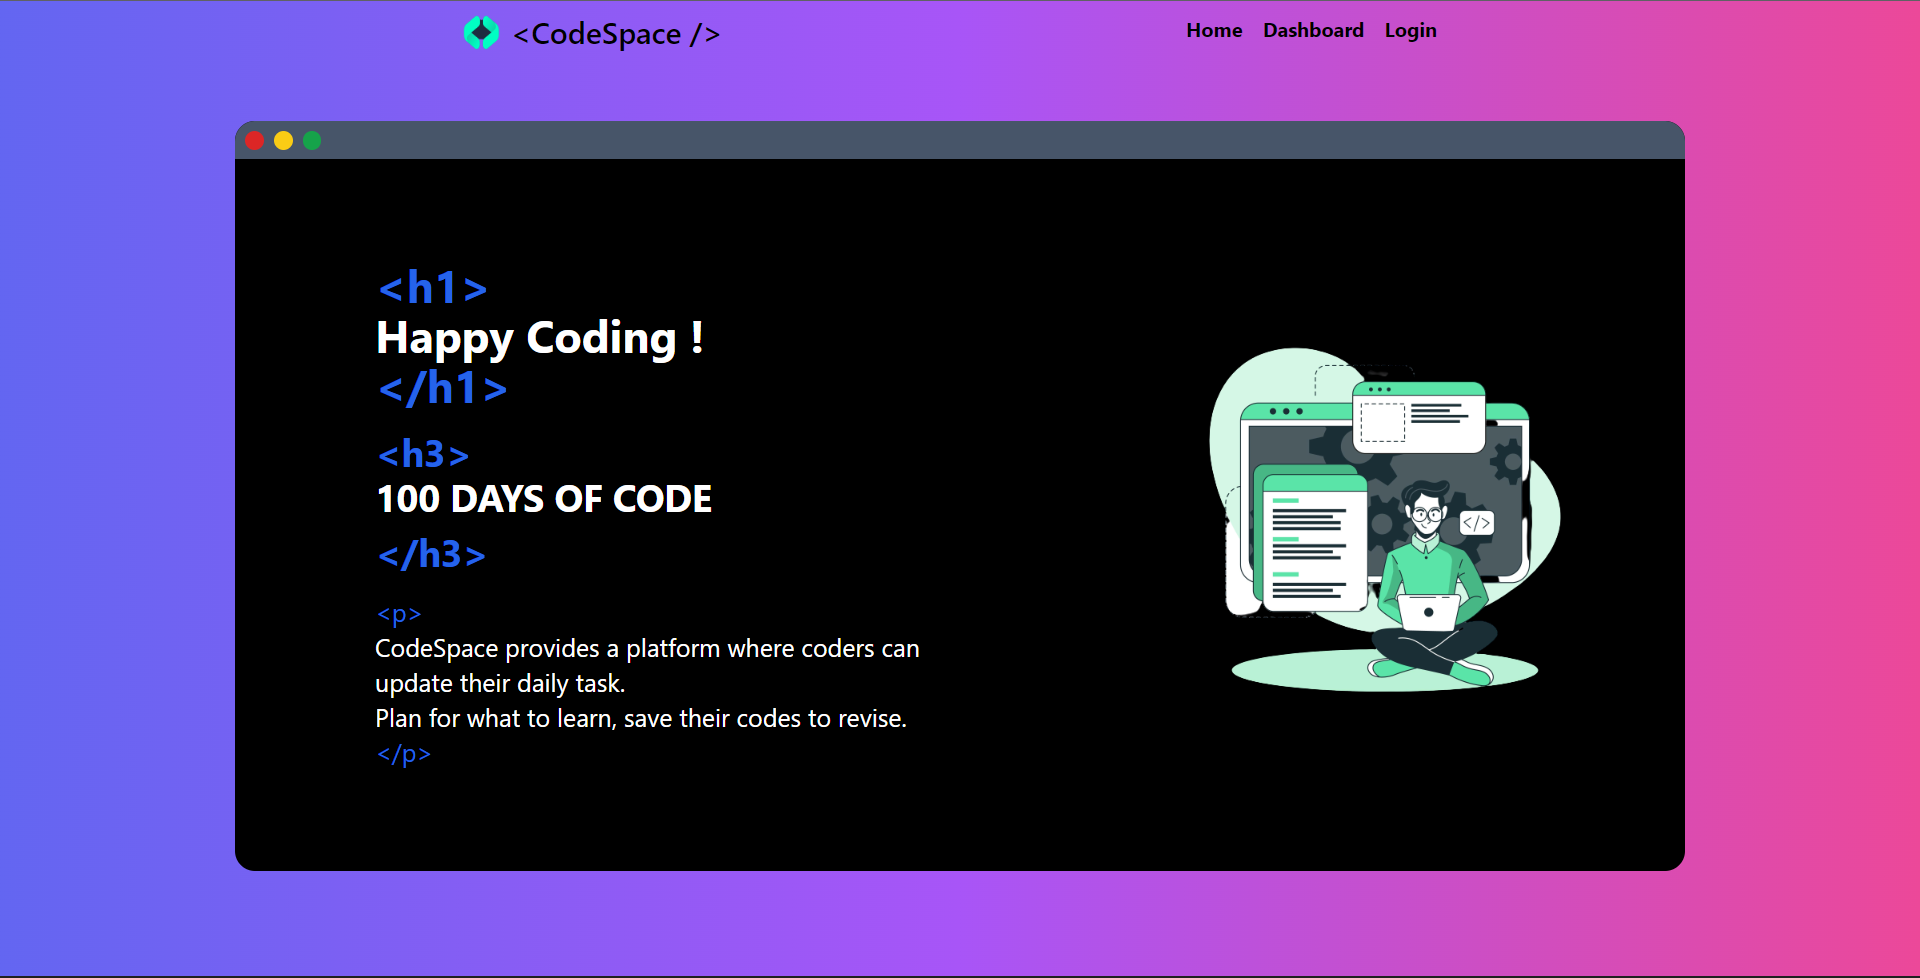 <CodeSpace />
Home Dashboard Login
<h1>
Happy Coding !
</h1>
<h3>
100 DAYS OF CODE
</h3>
<p>
CodeSpace provides a platform where coders can
update their daily task.
Plan for what to learn, save their codes to revise.
</p>
</>